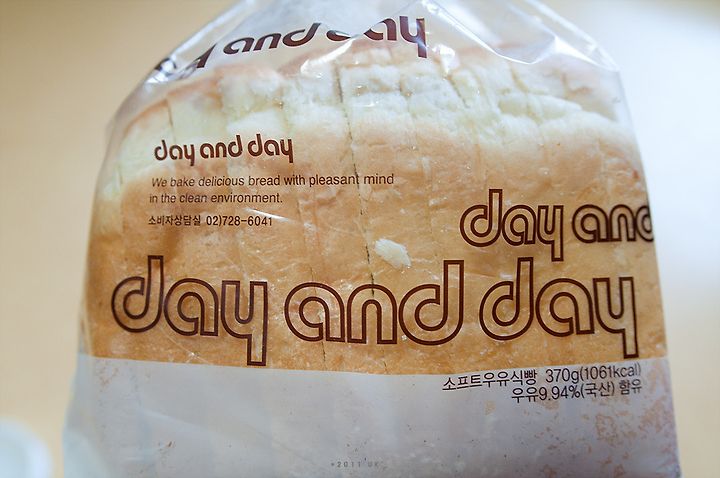 day and day
day and day
We bake delicious bread with pleasant mind
in the clean environment.
소비자상담실 02)728-6041
day and
day and day
소프트우유식빵 370g(1061kcal)
우유9.94%(국산) 함유
*2011 UK*